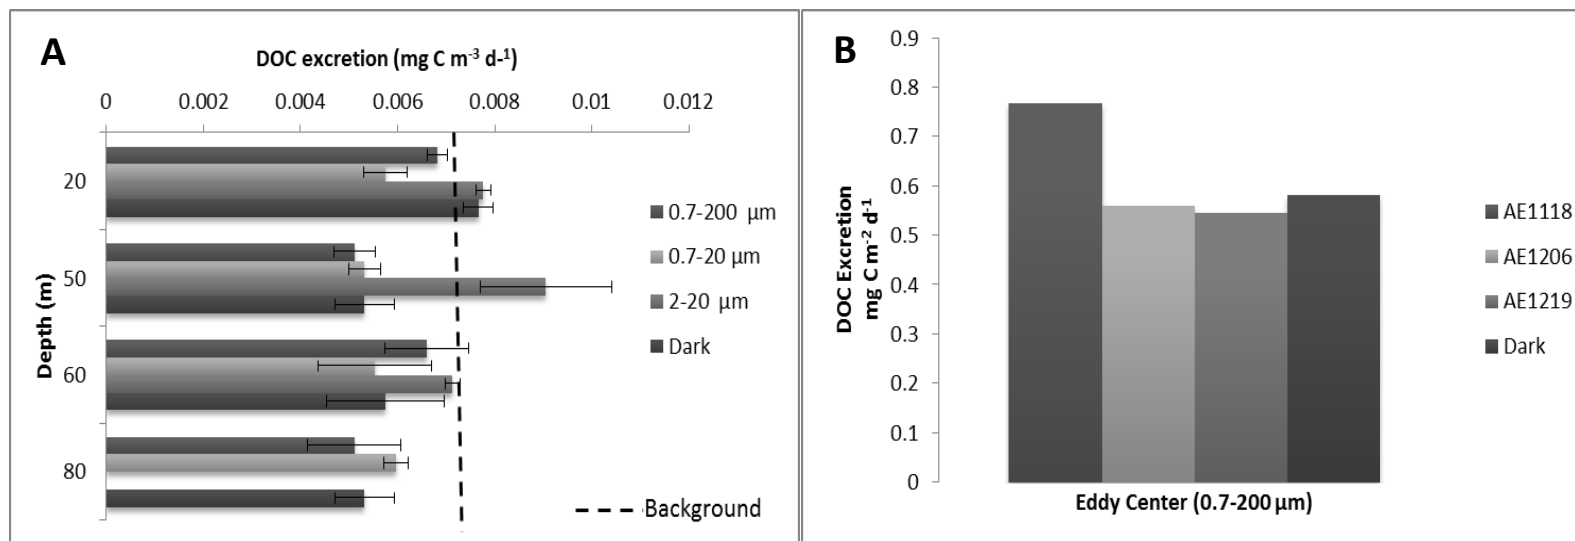 A
DOC excretion (mg C m⁻³ d-¹)
0 0.002 0.004 0.006 0.008 0.01 0.012
Depth (m)
20
50
60
80
0.7-200 µm
0.7-20 µm
2-20 µm
Dark
Background
B
DOC Excretion
mg C m⁻² d⁻¹
0.9
0.8
0.7
0.6
0.5
0.4
0.3
0.2
0.1
0
Eddy Center (0.7-200 µm)
AE1118
AE1206
AE1219
Dark